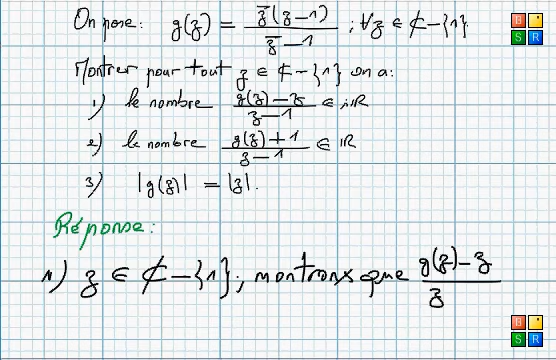 On pose: g(z) = z̄(z−1) / z̄−1 ; ∀z ∈ ℂ−{1}
Montrer pour tout z ∈ ℂ−{1} on a:
1) le nombre g(z)−z / z−1 ∈ iℝ
2) le nombre g(z)+1 / z−1 ∈ ℝ
3) |g(z)| = |z|.
Réponse:
1) z ∈ ℂ−{1}; montrons que g(z)−z / z
B
S R
B
S R